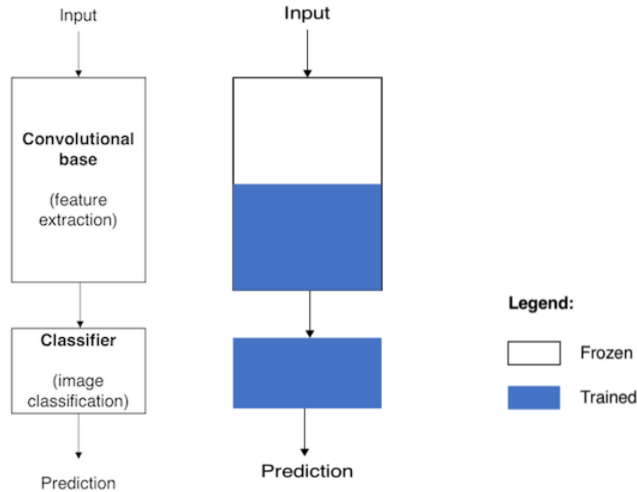 Input
Convolutional
base
(feature
extraction)
Classifier
(image
classification)
Prediction
Input
Prediction
Legend:
Frozen
Trained